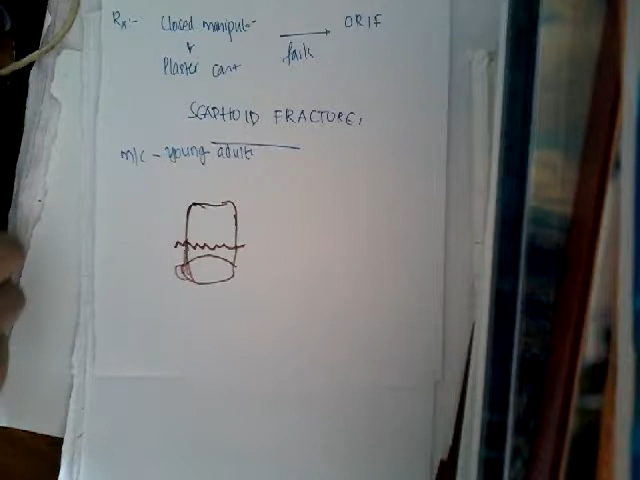 Rx:- Closed manipul- → ORIF
fails
+
Plaster cast
SCAPHOID FRACTURE,
m/c - young adult